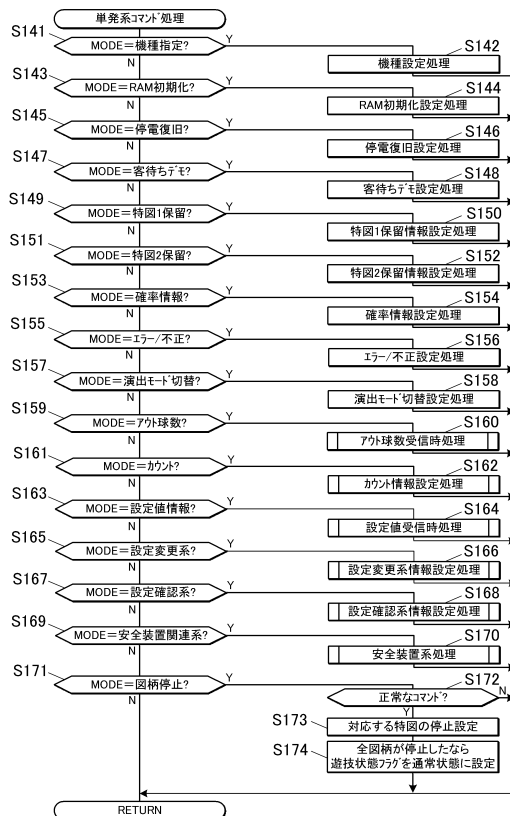 単発系コマンド処理
S141
MODE=機種指定?
Y
N
S142
機種設定処理
S143
MODE=RAM初期化?
Y
N
S144
RAM初期化設定処理
S145
MODE=停電復旧?
Y
N
S146
停電復旧設定処理
S147
MODE=客待ちデモ?
Y
N
S148
客待ちデモ設定処理
S149
MODE=特図1保留?
Y
N
S150
特図1保留情報設定処理
S151
MODE=特図2保留?
Y
N
S152
特図2保留情報設定処理
S153
MODE=確率情報?
Y
N
S154
確率情報設定処理
S155
MODE=エラー/不正?
Y
N
S156
エラー/不正設定処理
S157
MODE=演出モード切替?
Y
N
S158
演出モード切替設定処理
S159
MODE=アウト球数?
Y
N
S160
アウト球数受信時処理
S161
MODE=カウント?
Y
N
S162
カウント情報設定処理
S163
MODE=設定値情報?
Y
N
S164
設定値受信時処理
S165
MODE=設定変更系?
Y
N
S166
設定変更系情報設定処理
S167
MODE=設定確認系?
Y
N
S168
設定確認系情報設定処理
S169
MODE=安全装置関連系?
Y
N
S170
安全装置系処理
S171
MODE=図柄停止?
Y
N
S172
正常なコマンド?
N
Y
S173
対応する特図の停止設定
S174
全図柄が停止したなら
遊技状態フラグを通常状態に設定
RETURN